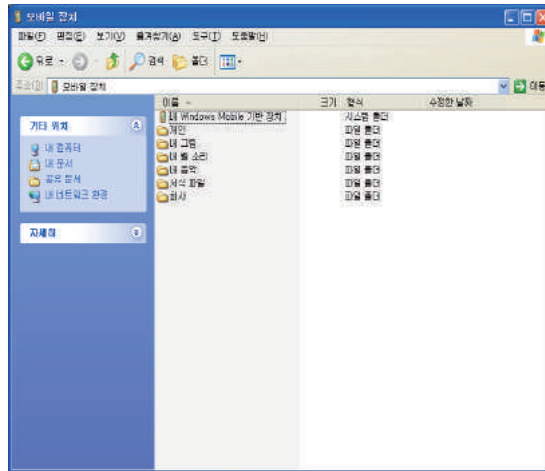 모바일 장치
파일(F) 편집(E) 보기(V) 즐겨찾기(A) 도구(T) 도움말(H)
뒤로 검색 폴더
주소(D) 모바일 장치 이동
이름 크기 형식 수정한 날짜
내 Windows Mobile 기반 장치 시스템 폴더
개인 파일 폴더
내 그림 파일 폴더
내 벨 소리 파일 폴더
내 음악 파일 폴더
서식 파일 파일 폴더
회사 파일 폴더
기타 위치
내 컴퓨터
내 문서
공유 문서
내 네트워크 환경
자세히